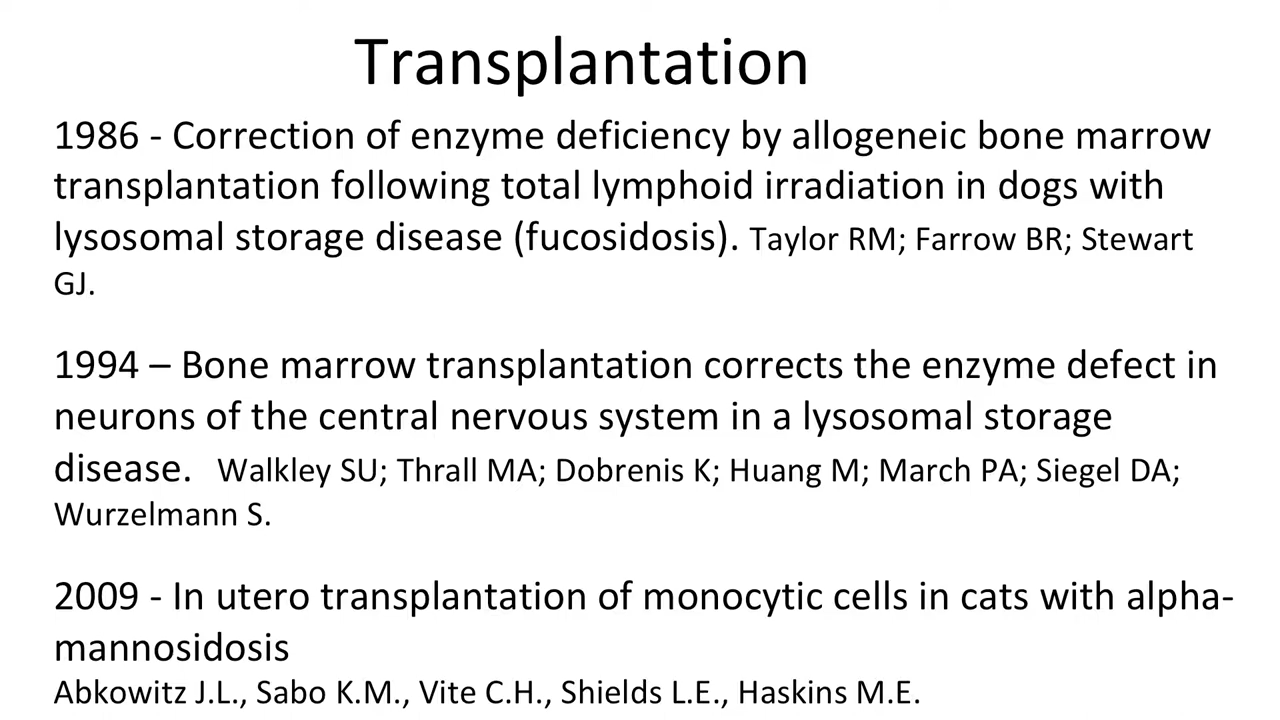 Transplantation
1986 - Correction of enzyme deficiency by allogeneic bone marrow
transplantation following total lymphoid irradiation in dogs with
lysosomal storage disease (fucosidosis). Taylor RM; Farrow BR; Stewart
GJ.
1994 – Bone marrow transplantation corrects the enzyme defect in
neurons of the central nervous system in a lysosomal storage
disease. Walkley SU; Thrall MA; Dobrenis K; Huang M; March PA; Siegel DA;
Wurzelmann S.
2009 - In utero transplantation of monocytic cells in cats with alpha-
mannosidosis
Abkowitz J.L., Sabo K.M., Vite C.H., Shields L.E., Haskins M.E.